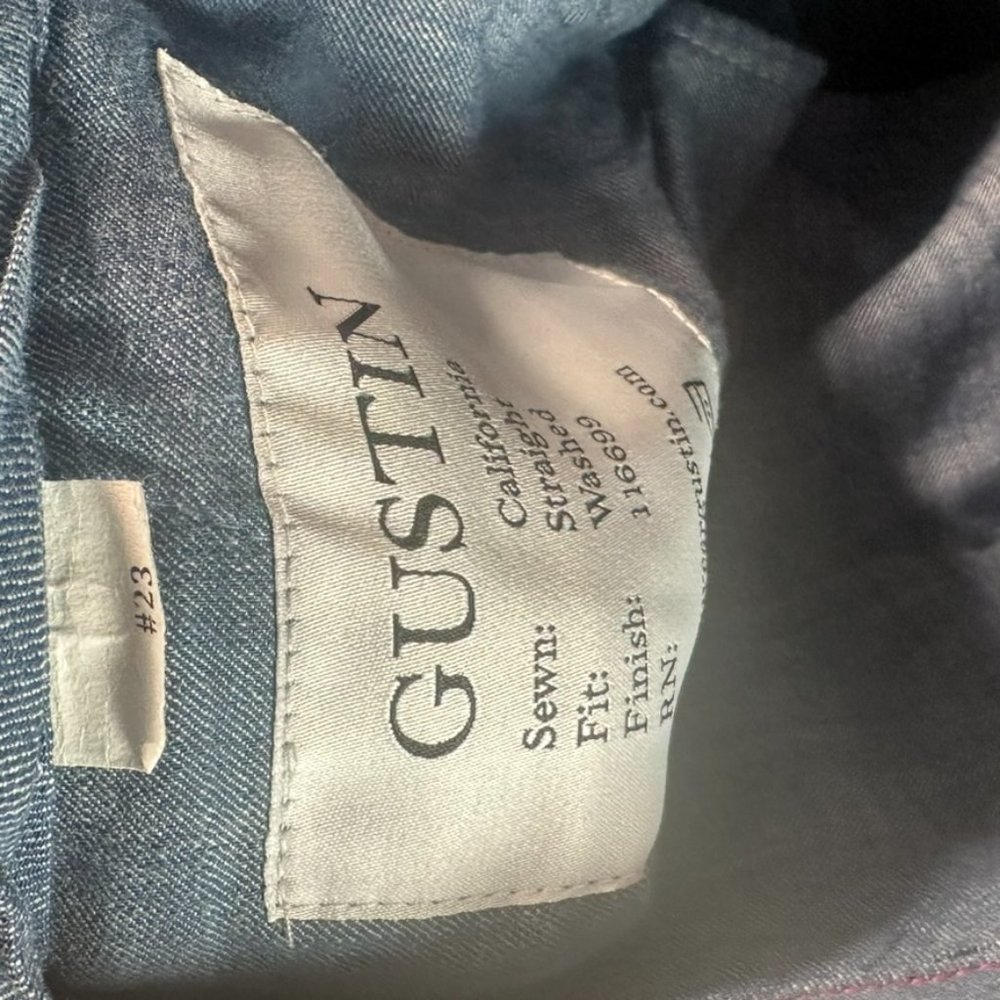 GUSTIN
Sewn: California
Fit: Straight
Finish: Washed
RN: 116699
#23